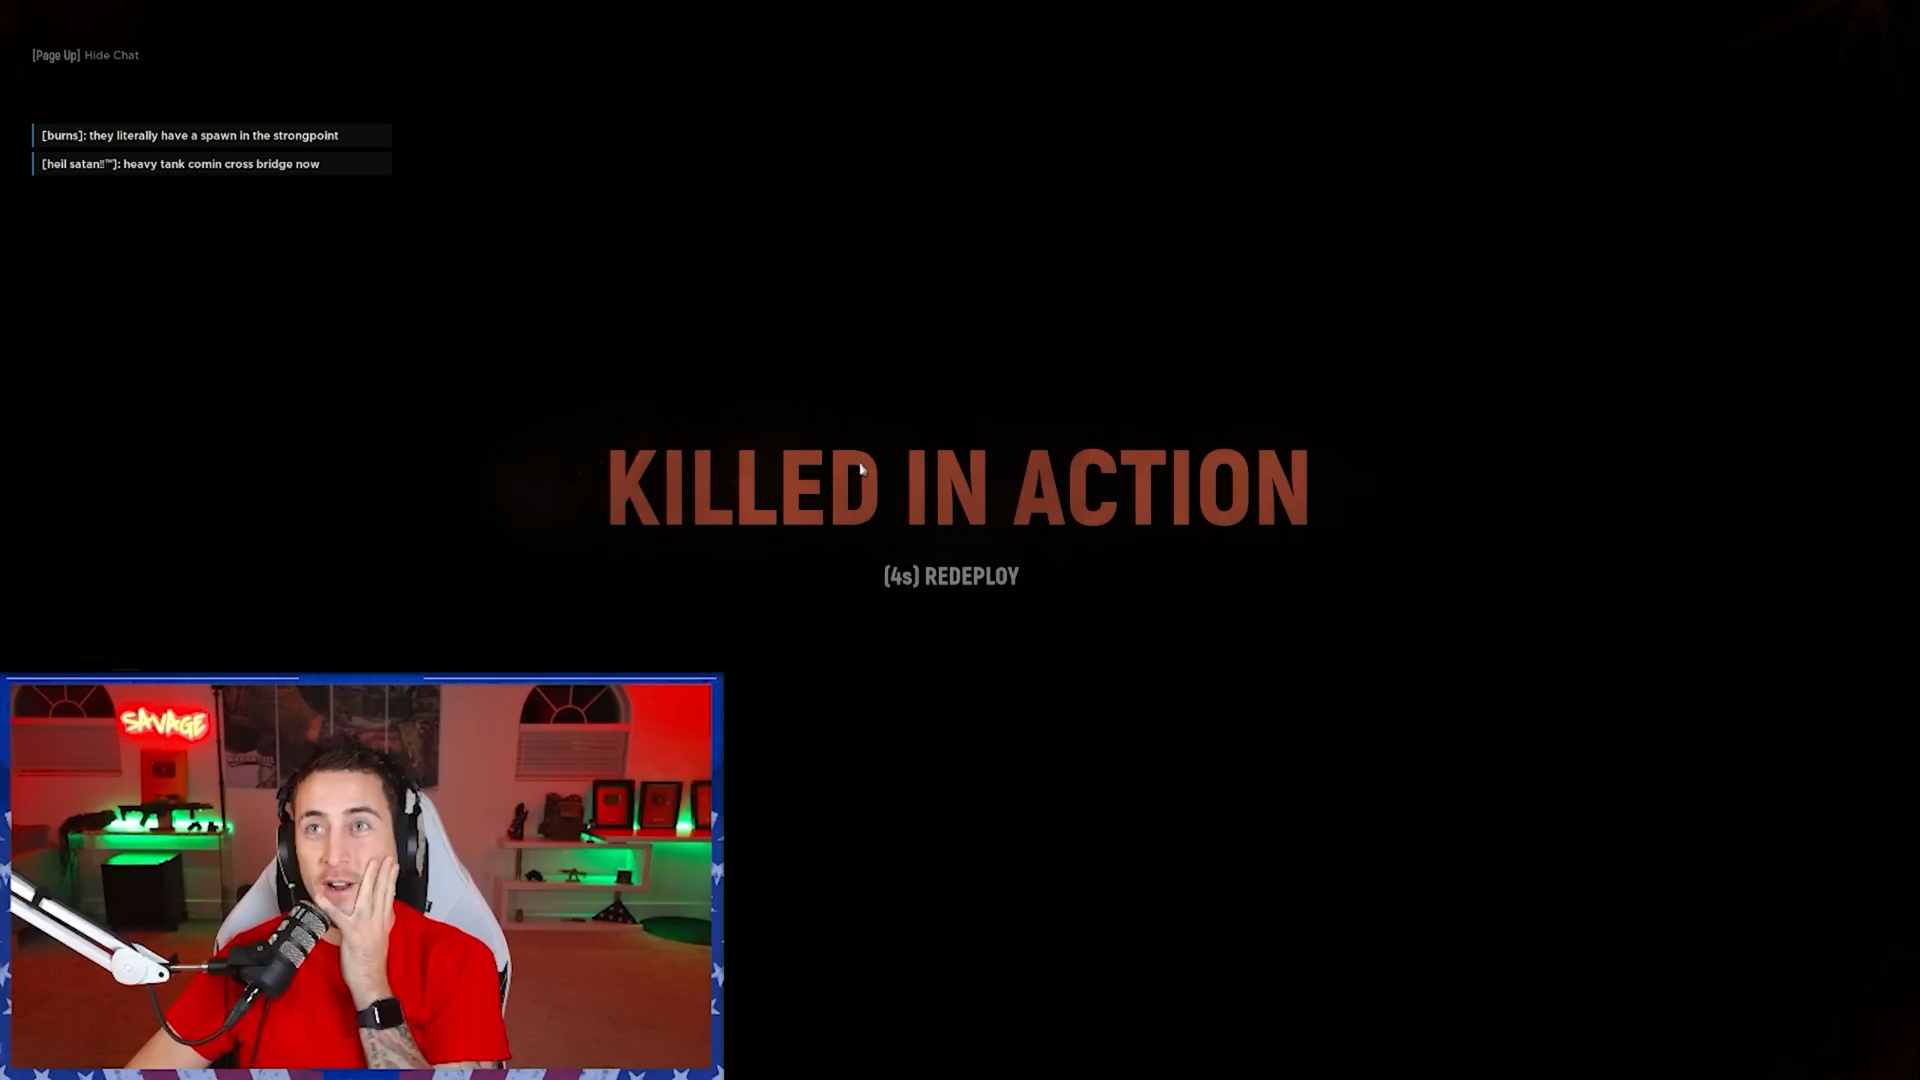 [Page Up] Hide Chat
[burns]: they literally have a spawn in the strongpoint
[heil satan!!™]: heavy tank comin cross bridge now
KILLED IN ACTION
(4s) REDEPLOY
SAVAGE